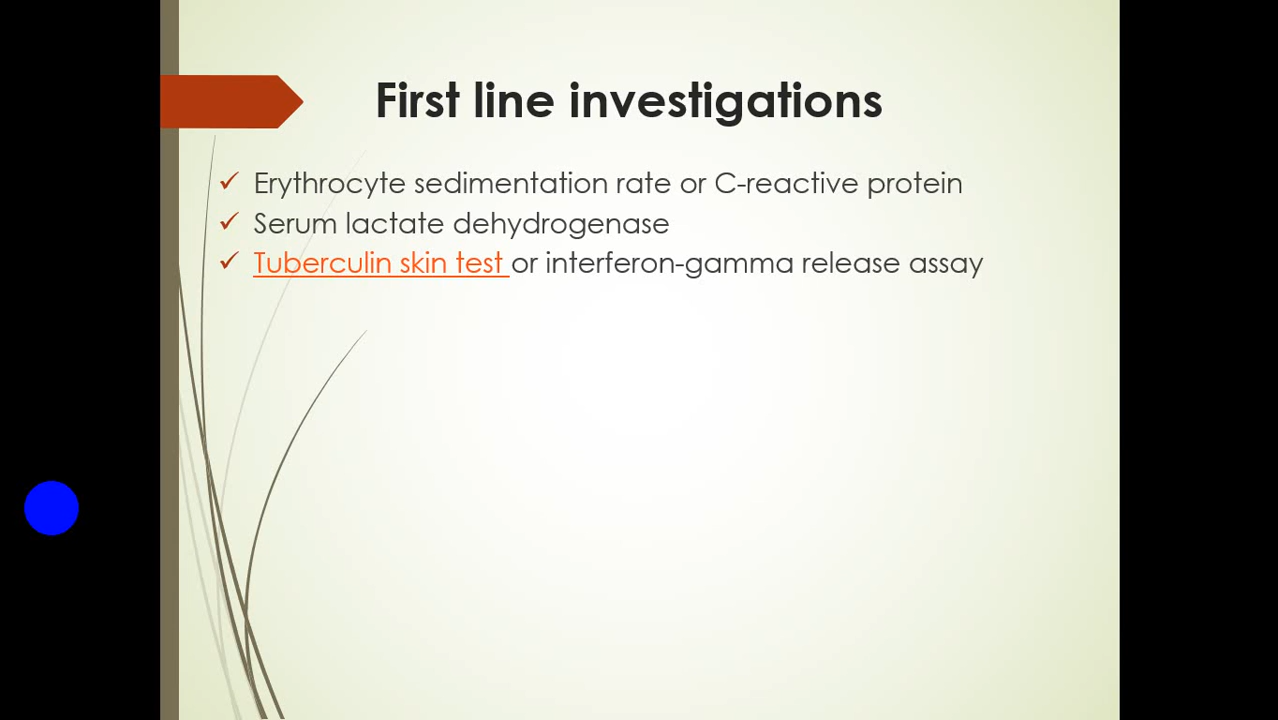 First line investigations
Erythrocyte sedimentation rate or C-reactive protein
Serum lactate dehydrogenase
Tuberculin skin test or interferon-gamma release assay